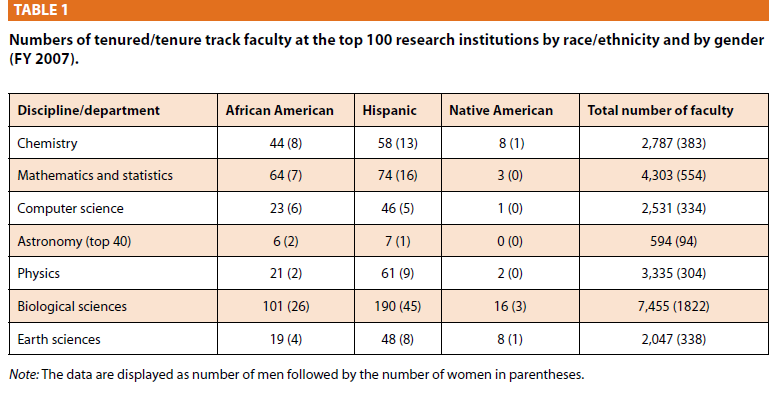 TABLE 1
Numbers of tenured/tenure track faculty at the top 100 research institutions by race/ethnicity and by gender
(FY 2007).
Discipline/department African American Hispanic Native American Total number of faculty
Chemistry 44 (8) 58 (13) 8 (1) 2,787 (383)
Mathematics and statistics 64 (7) 74 (16) 3 (0) 4,303 (554)
Computer science 23 (6) 46 (5) 1 (0) 2,531 (334)
Astronomy (top 40) 6 (2) 7 (1) 0 (0) 594 (94)
Physics 21 (2) 61 (9) 2 (0) 3,335 (304)
Biological sciences 101 (26) 190 (45) 16 (3) 7,455 (1822)
Earth sciences 19 (4) 48 (8) 8 (1) 2,047 (338)
Note: The data are displayed as number of men followed by the number of women in parentheses.